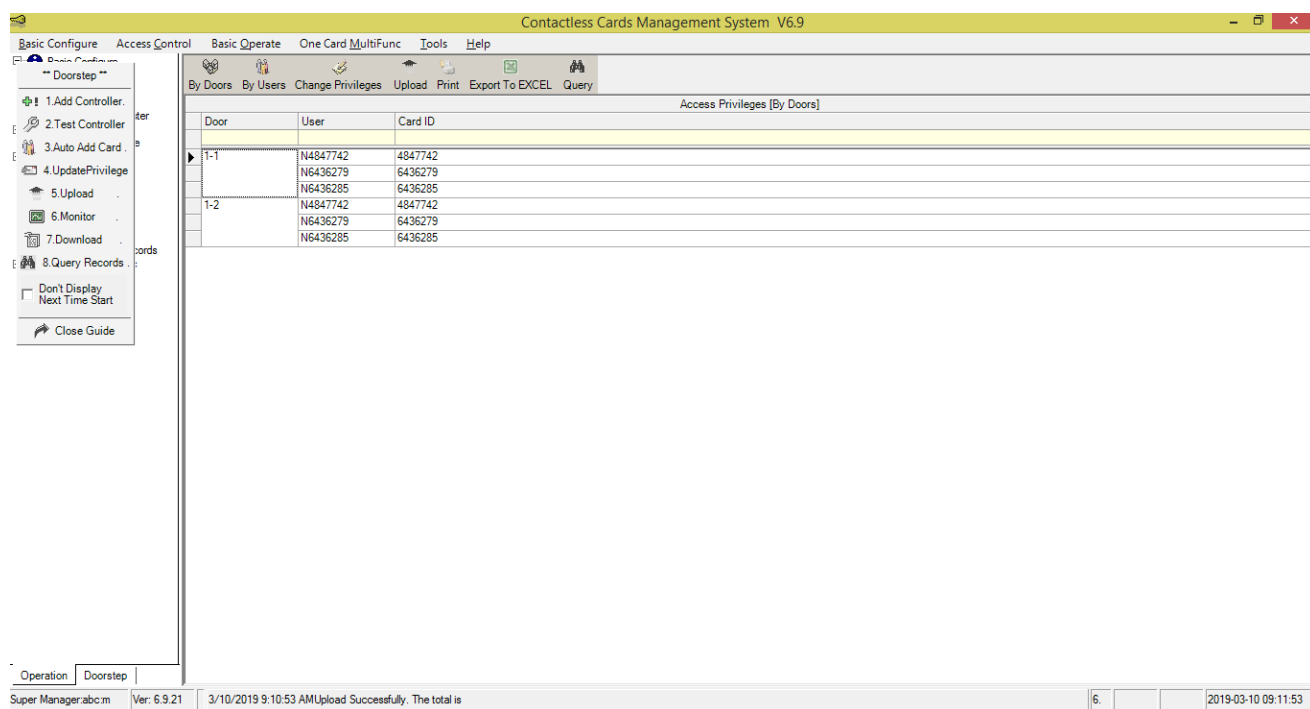 Contactless Cards Management System V6.9
Basic Configure Access Control Basic Operate One Card MultiFunc Tools Help
Basic Configure
** Doorstep **
1.Add Controller.
2.Test Controller
3.Auto Add Card .
4.UpdatePrivilege
5.Upload .
6.Monitor .
7.Download .
8.Query Records .
Don't Display
Next Time Start
Close Guide
By Doors By Users Change Privileges Upload Print Export To EXCEL Query
Access Privileges [By Doors]
Door User Card ID
1-1 N4847742 4847742
N6436279 6436279
N6436285 6436285
1-2 N4847742 4847742
N6436279 6436279
N6436285 6436285
Operation Doorstep
Super Manager:abc:m Ver: 6.9.21 3/10/2019 9:10:53 AMUpload Successfully. The total is 6. 2019-03-10 09:11:53